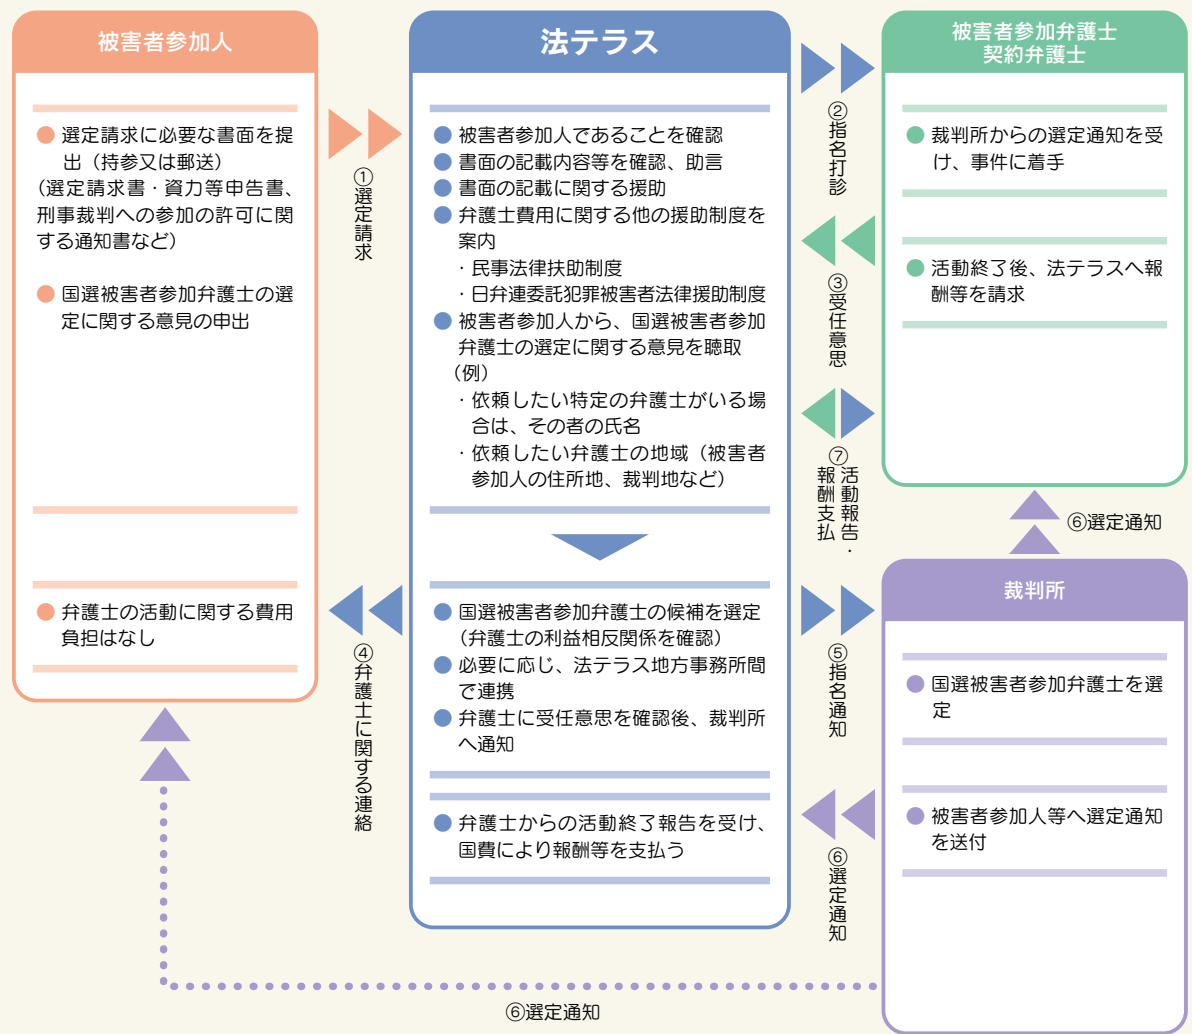 被害者参加人
選定請求に必要な書面を提
出（持参又は郵送）
（選定請求書・資力等申告書、
刑事裁判への参加の許可に関
する通知書など）
国選被害者参加弁護士の選
定に関する意見の申出
弁護士の活動に関する費用
負担はなし
①選定請求
法テラス
被害者参加人であることを確認
書面の記載内容等を確認、助言
書面の記載に関する援助
弁護士費用に関する他の援助制度を
案内
・民事法律扶助制度
・日弁連委託犯罪被害者法律援助制度
被害者参加人から、国選被害者参加
弁護士の選定に関する意見を聴取
（例）
・依頼したい特定の弁護士がいる場
合は、その者の氏名
・依頼したい弁護士の地域（被害者
参加人の住所地、裁判地など）
国選被害者参加弁護士の候補を選定
（弁護士の利益相反関係を確認）
必要に応じ、法テラス地方事務所間
で連携
弁護士に受任意思を確認後、裁判所
へ通知
弁護士からの活動終了報告を受け、
国費により報酬等を支払う
④弁護士に関する連絡
②指名打診
③受任意思
⑦活動報告・
報酬支払
⑤指名通知
⑥選定通知
被害者参加弁護士
契約弁護士
裁判所からの選定通知を受
け、事件に着手
活動終了後、法テラスへ報
酬等を請求
⑥選定通知
裁判所
国選被害者参加弁護士を選
定
被害者参加人等へ選定通知
を送付
⑥選定通知